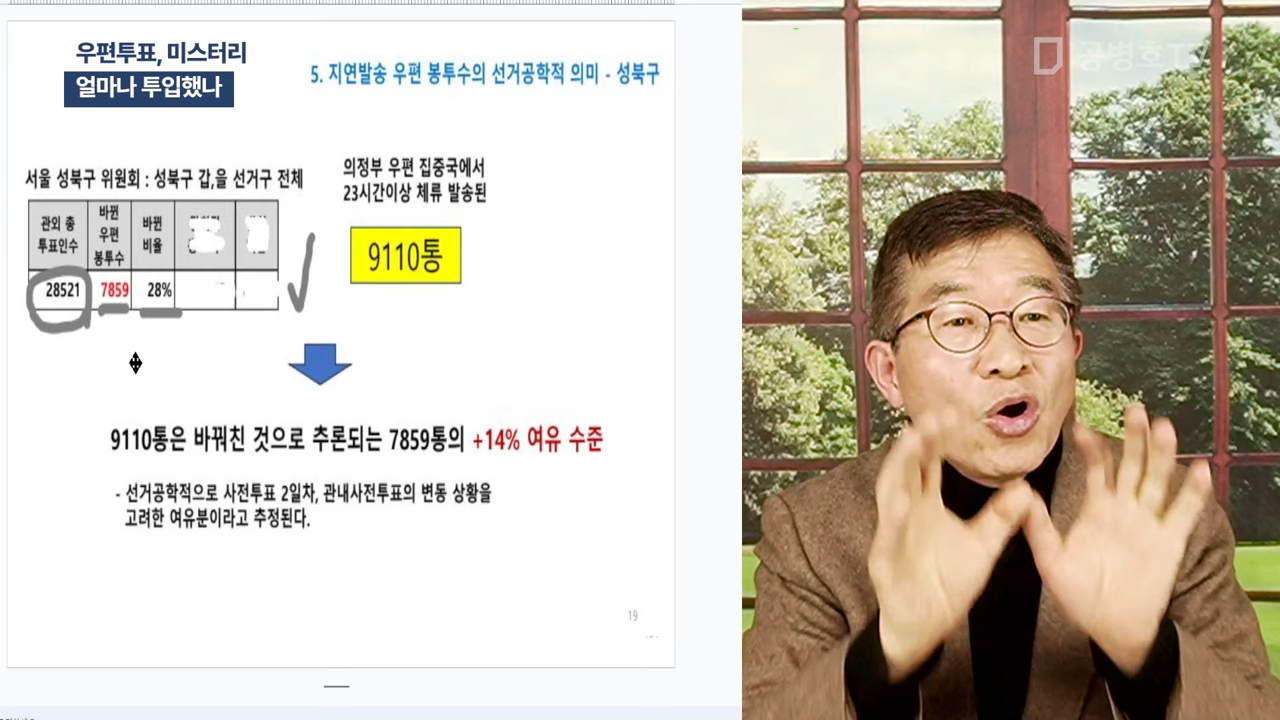 우편투표, 미스터리
얼마나 투입했나
5. 지연발송 우편 봉투수의 선거공학적 의미 - 성북구
서울 성북구 위원회 : 성북구 갑,을 선거구 전체
관외 총
투표인수
바뀐
우편
봉투수
바뀐
비율
28521
7859
28%
의정부 우편 집중국에서
23시간이상 체류 발송된
9110통
9110통은 바꿔친 것으로 추론되는 7859통의 +14% 여유 수준
- 선거공학적으로 사전투표 2일차, 관내사전투표의 변동 상황을
고려한 여유분이라고 추정된다.
19
공병호TV